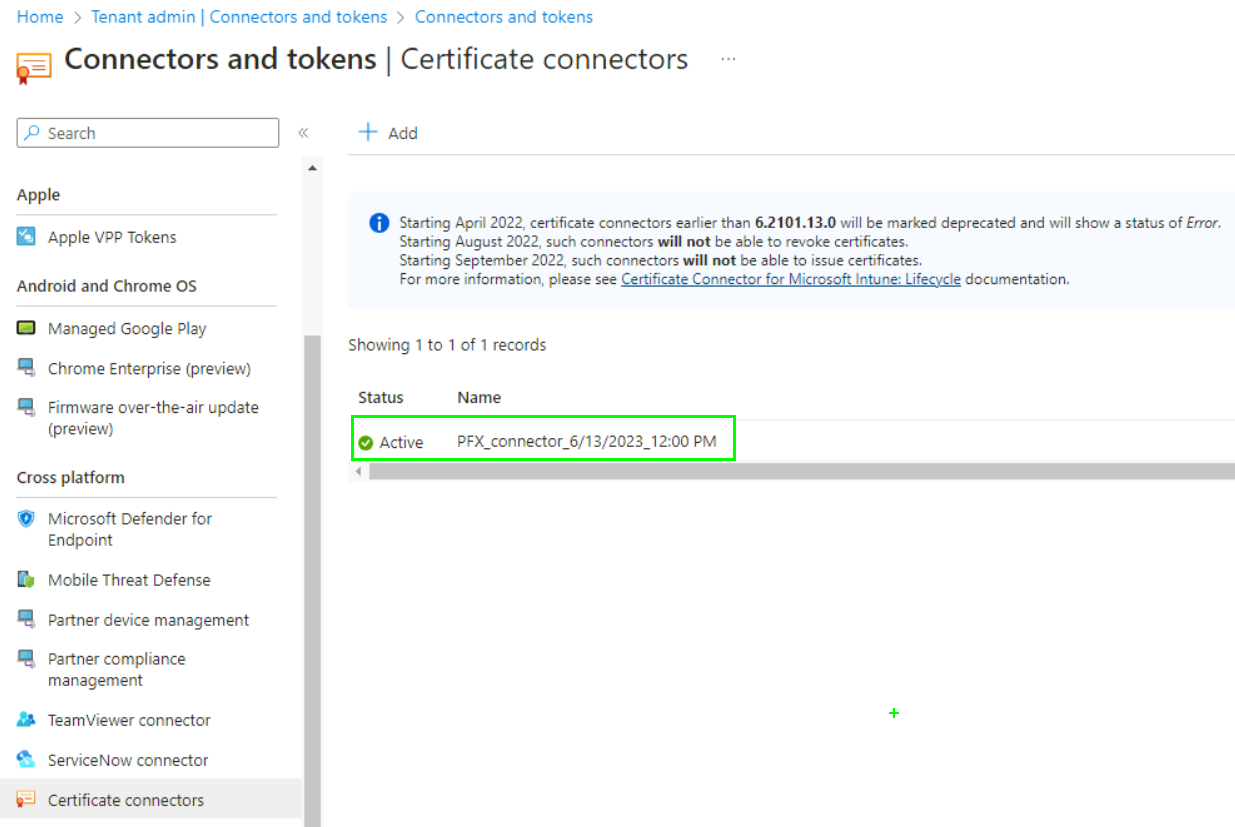 Home > Tenant admin | Connectors and tokens > Connectors and tokens
Connectors and tokens | Certificate connectors ...
Search «
+ Add
Apple
Apple VPP Tokens
Android and Chrome OS
Managed Google Play
Chrome Enterprise (preview)
Firmware over-the-air update
(preview)
Cross platform
Microsoft Defender for
Endpoint
Mobile Threat Defense
Partner device management
Partner compliance
management
TeamViewer connector
ServiceNow connector
Certificate connectors
Starting April 2022, certificate connectors earlier than 6.2101.13.0 will be marked deprecated and will show a status of Error.
Starting August 2022, such connectors will not be able to revoke certificates.
Starting September 2022, such connectors will not be able to issue certificates.
For more information, please see Certificate Connector for Microsoft Intune: Lifecycle documentation.
Showing 1 to 1 of 1 records
Status Name
Active PFX_connector_6/13/2023_12:00 PM